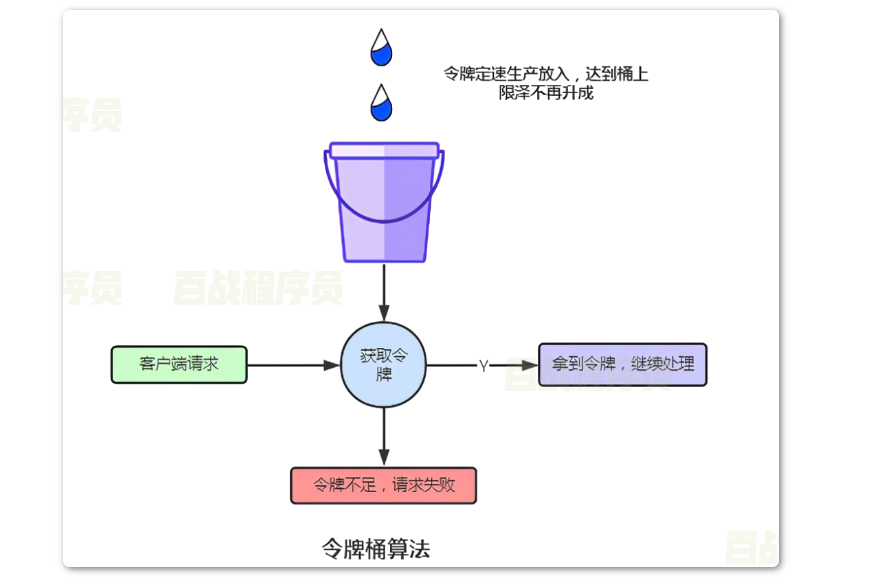 令牌定速生产放入，达到桶上
限泽不再升成
序员
序员
百战程序员
客户端请求
获取令
牌
Y
拿到令牌，继续处理
令牌不足，请求失败
令牌桶算法
百战